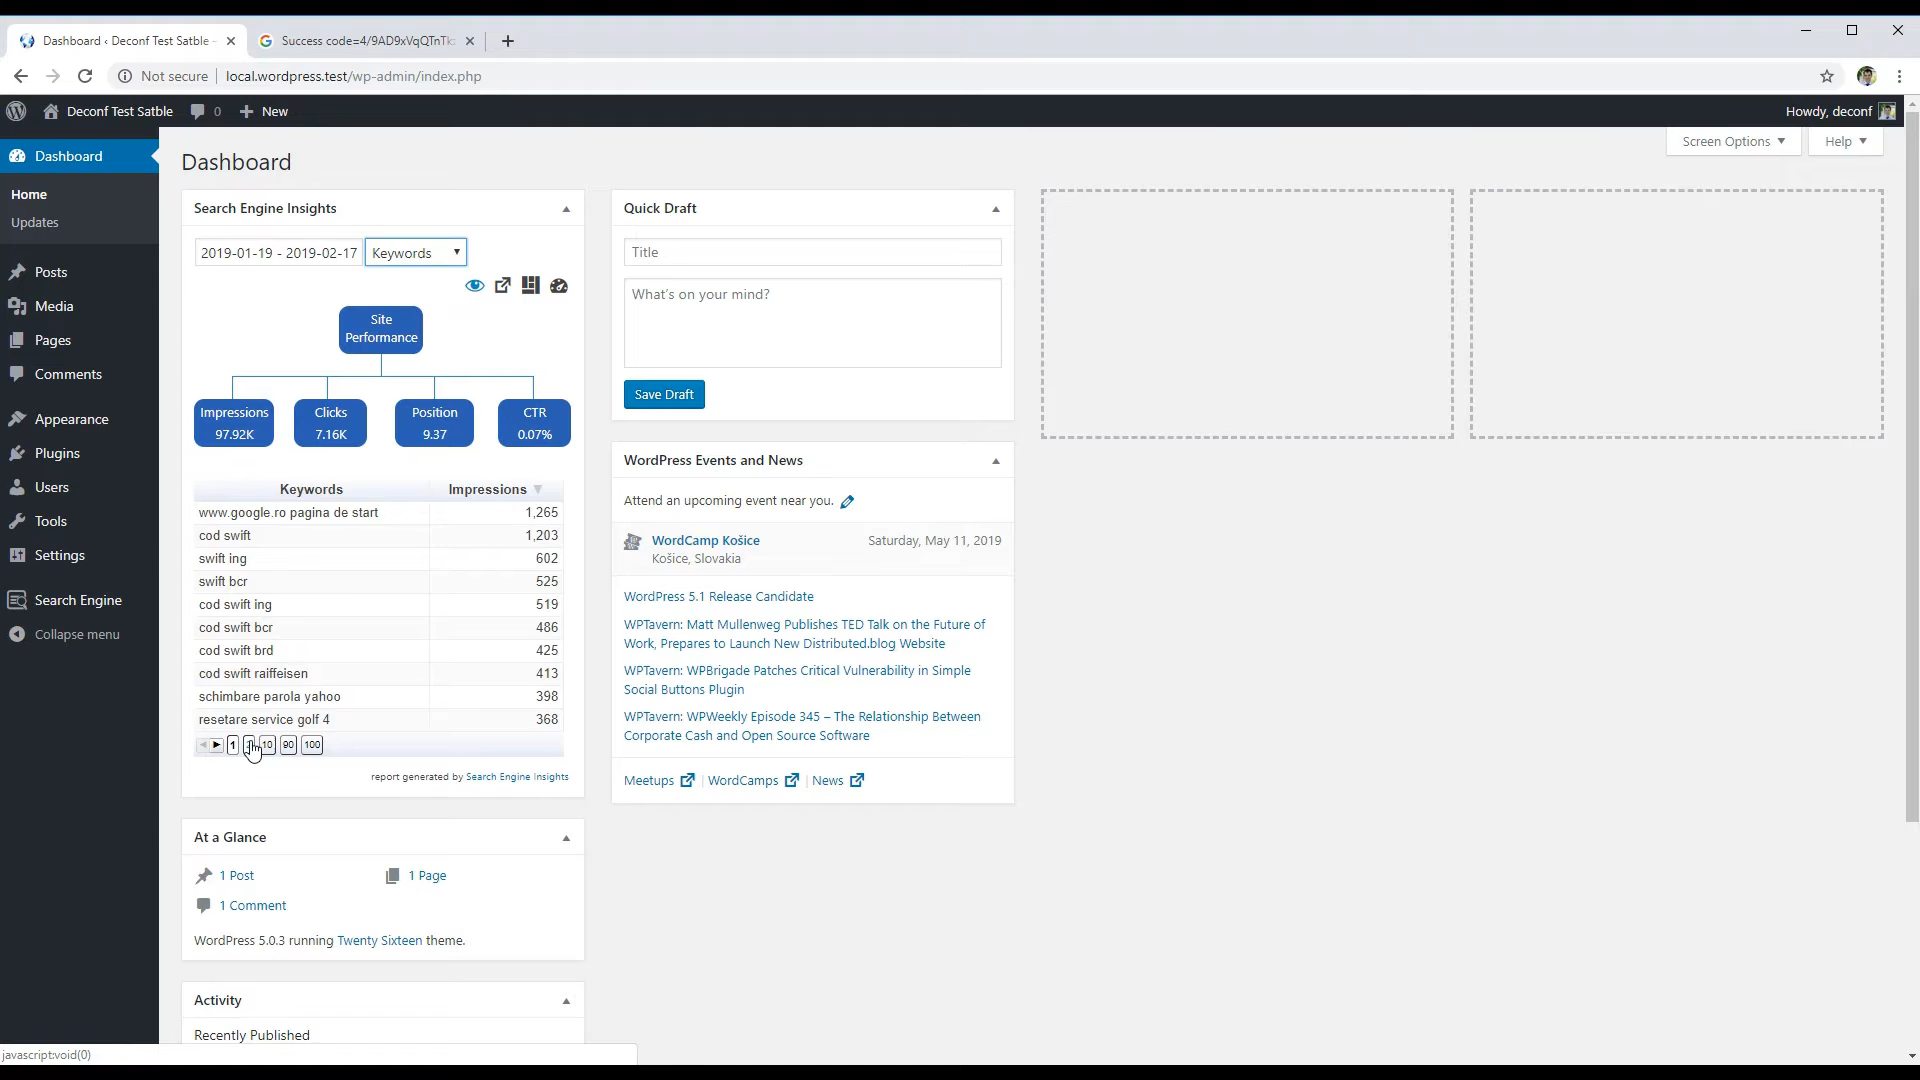 Dashboard ‹ Deconf Test Satble -
Success code=4/9AD9xVqQTnTk
Not secure
local.wordpress.test/wp-admin/index.php
Deconf Test Satble
0
New
Howdy, deconf
Dashboard
Home
Updates
Posts
Media
Pages
Comments
Appearance
Plugins
Users
Tools
Settings
Search Engine
Collapse menu
Dashboard
Screen Options
Help
Search Engine Insights
2019-01-19 - 2019-02-17
Keywords
Site
Performance
Impressions
97.92K
Clicks
7.16K
Position
9.37
CTR
0.07%
Keywords Impressions
www.google.ro pagina de start 1,265
cod swift 1,203
swift ing 602
swift bcr 525
cod swift ing 519
cod swift bcr 486
cod swift brd 425
cod swift raiffeisen 413
schimbare parola yahoo 398
resetare service golf 4 368
1 10 90 100
report generated by Search Engine Insights
At a Glance
1 Post
1 Page
1 Comment
WordPress 5.0.3 running Twenty Sixteen theme.
Activity
Recently Published
Quick Draft
Title
What's on your mind?
Save Draft
WordPress Events and News
Attend an upcoming event near you.
WordCamp Košice
Saturday, May 11, 2019
Košice, Slovakia
WordPress 5.1 Release Candidate
WPTavern: Matt Mullenweg Publishes TED Talk on the Future of
Work, Prepares to Launch New Distributed.blog Website
WPTavern: WPBrigade Patches Critical Vulnerability in Simple
Social Buttons Plugin
WPTavern: WPWeekly Episode 345 – The Relationship Between
Corporate Cash and Open Source Software
Meetups | WordCamps | News
javascript:void(0)